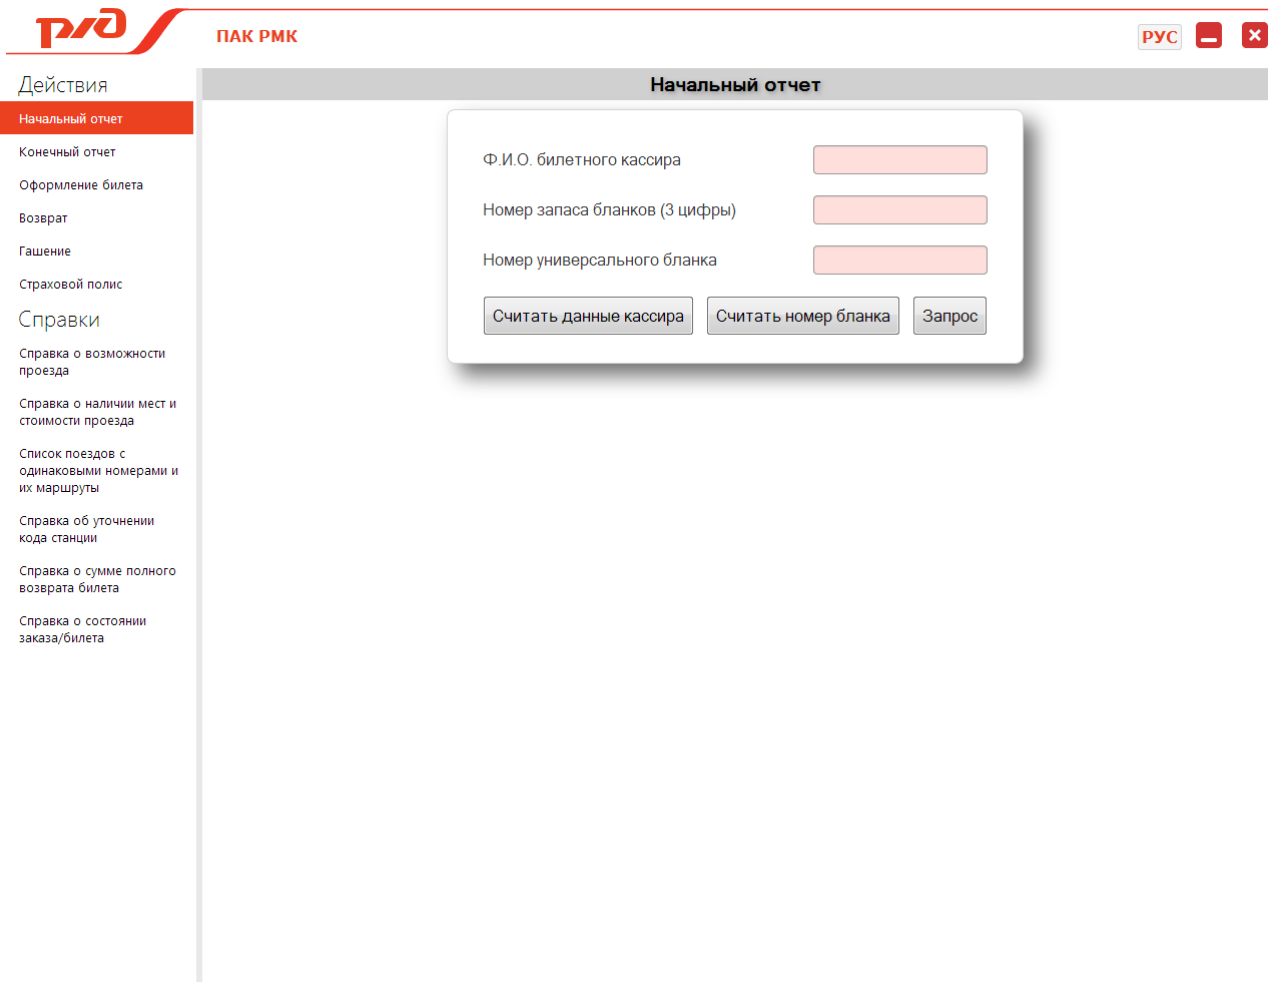 ржд
ПАК РМК
РУС
Действия
Начальный отчет
Конечный отчет
Оформление билета
Возврат
Гашение
Страховой полис
Справки
Справка о возможности
проезда
Справка о наличии мест и
стоимости проезда
Список поездов с
одинаковыми номерами и
их маршруты
Справка об уточнении
кода станции
Справка о сумме полного
возврата билета
Справка о состоянии
заказа/билета
Начальный отчет
Ф.И.О. билетного кассира
Номер запаса бланков (3 цифры)
Номер универсального бланка
Считать данные кассира
Считать номер бланка
Запрос